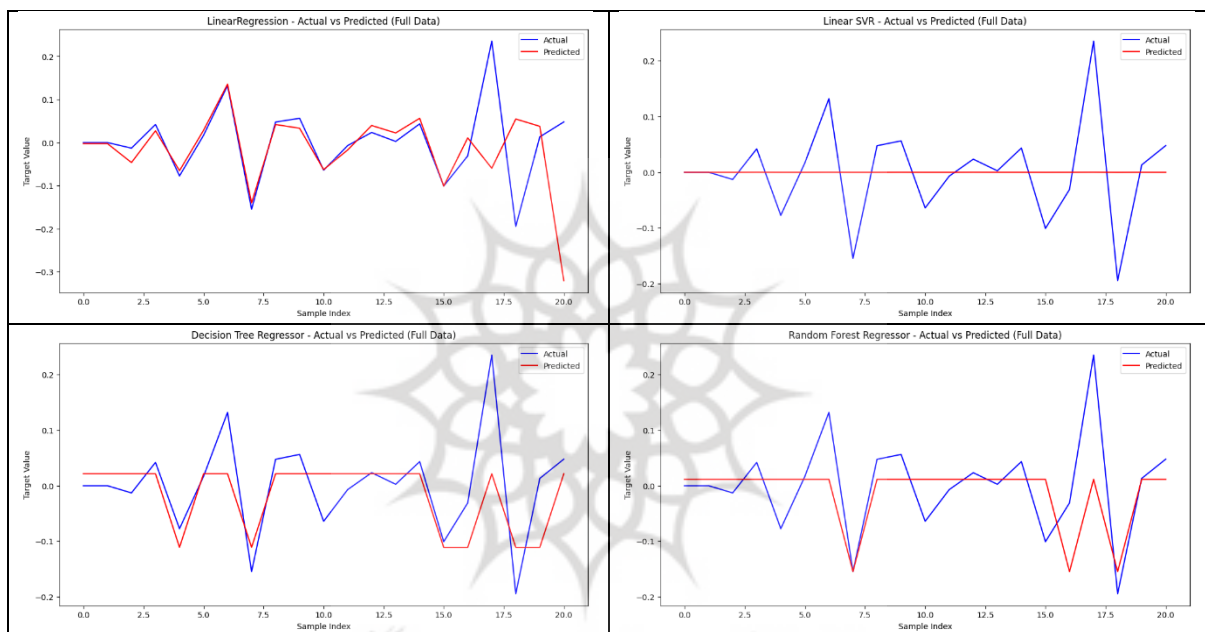 LinearRegression - Actual vs Predicted (Full Data)
Actual
Predicted
0.2
0.1
0.0
−0.1
−0.2
−0.3
Target Value
0.0
2.5
5.0
7.5
10.0
12.5
15.0
17.5
20.0
Sample Index
Linear SVR - Actual vs Predicted (Full Data)
Actual
Predicted
0.2
0.1
0.0
−0.1
−0.2
Target Value
0.0
2.5
5.0
7.5
10.0
12.5
15.0
17.5
20.0
Sample Index
Decision Tree Regressor - Actual vs Predicted (Full Data)
Actual
Predicted
0.2
0.1
0.0
−0.1
−0.2
Target Value
0.0
2.5
5.0
7.5
10.0
12.5
15.0
17.5
20.0
Sample Index
Random Forest Regressor - Actual vs Predicted (Full Data)
Actual
Predicted
0.2
0.1
0.0
−0.1
−0.2
Target Value
0.0
2.5
5.0
7.5
10.0
12.5
15.0
17.5
20.0
Sample Index